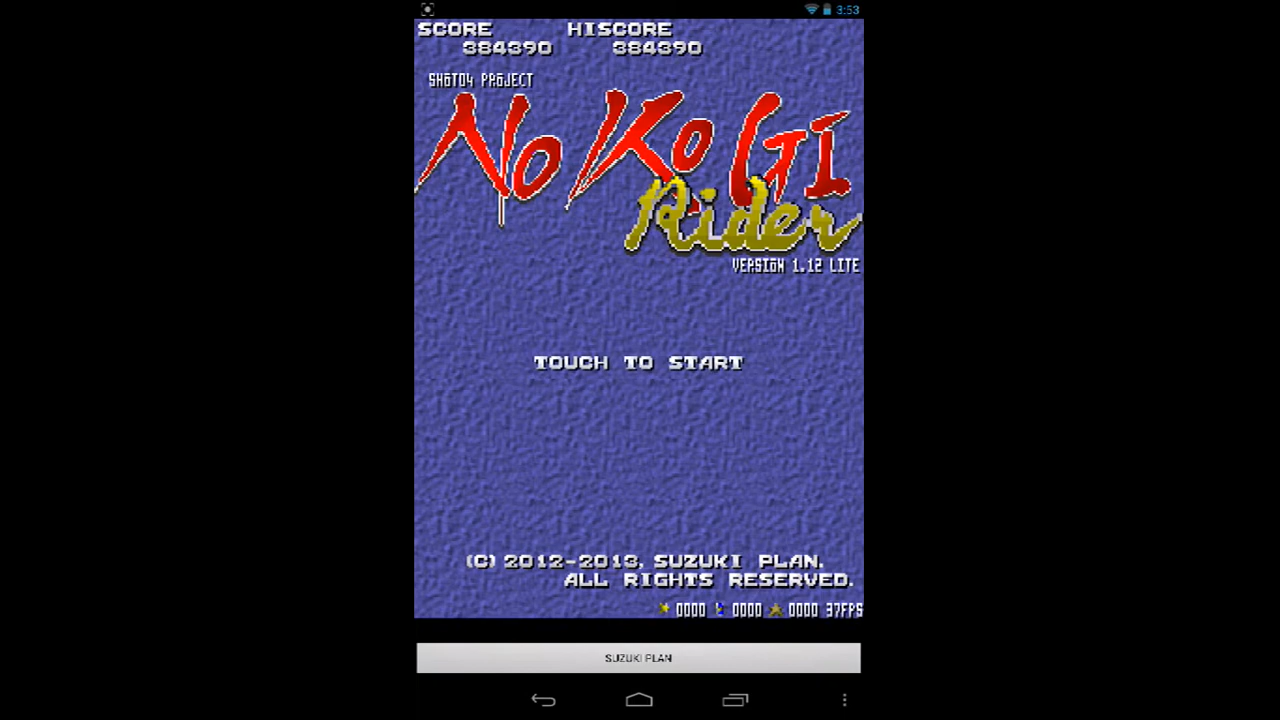 3:53
SCORE HISCORE
384390 384390
SHOT04 PROJECT
NOKOGI
Rider
VERSION 1.12 LITE
TOUCH TO START
(C) 2012-2013, SUZUKI PLAN.
ALL RIGHTS RESERVED.
0000 0000 0000 37FPS
SUZUKI PLAN